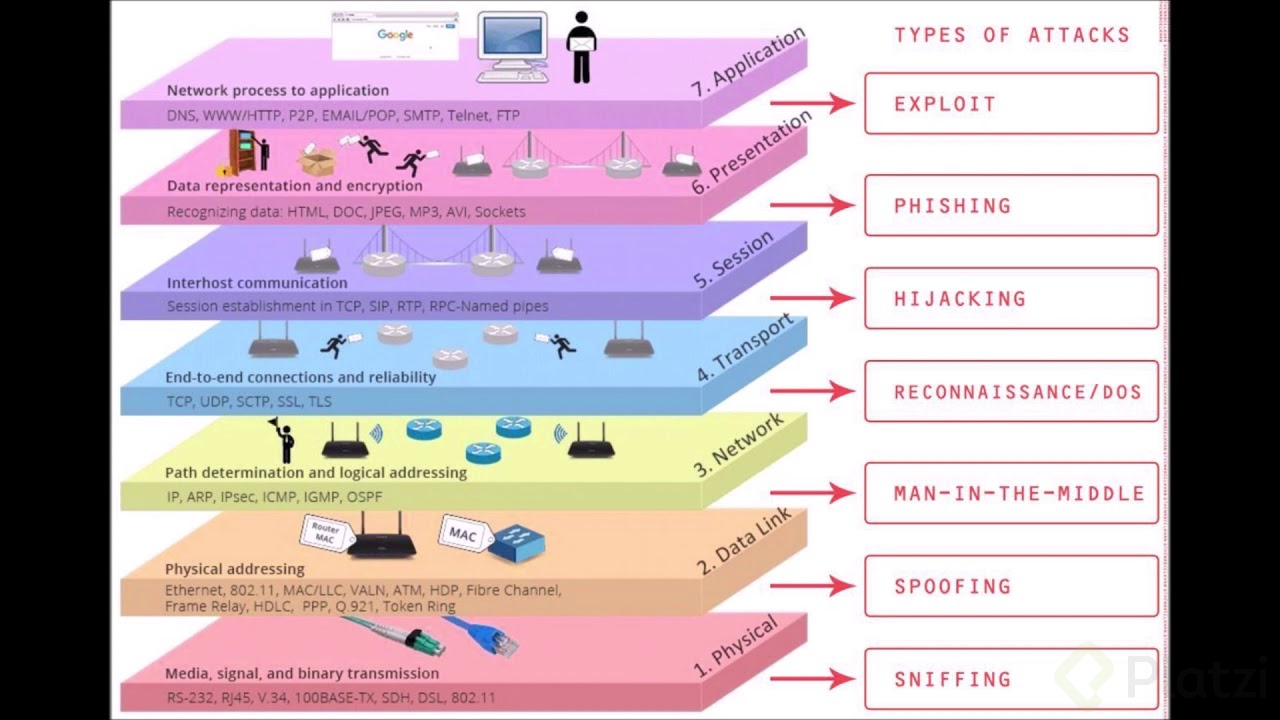 TYPES OF ATTACKS
Google
7. Application
Network process to application
DNS, WWW/HTTP, P2P, EMAIL/POP, SMTP, Telnet, FTP
EXPLOIT
6. Presentation
Data representation and encryption
Recognizing data: HTML, DOC, JPEG, MP3, AVI, Sockets
PHISHING
5. Session
Interhost communication
Session establishment in TCP, SIP, RTP, RPC-Named pipes
HIJACKING
4. Transport
End-to-end connections and reliability
TCP, UDP, SCTP, SSL, TLS
RECONNAISSANCE/DOS
3. Network
Path determination and logical addressing
IP, ARP, IPsec, ICMP, IGMP, OSPF
MAN-IN-THE-MIDDLE
Router
MAC
MAC
2. Data Link
Physical addressing
Ethernet, 802.11, MAC/LLC, VALN, ATM, HDP, Fibre Channel,
Frame Relay, HDLC, PPP, Q.921, Token Ring
SPOOFING
1. Physical
Media, signal, and binary transmission
RS-232, RJ45, V.34, 100BASE-TX, SDH, DSL, 802.11
SNIFFING
Platzi